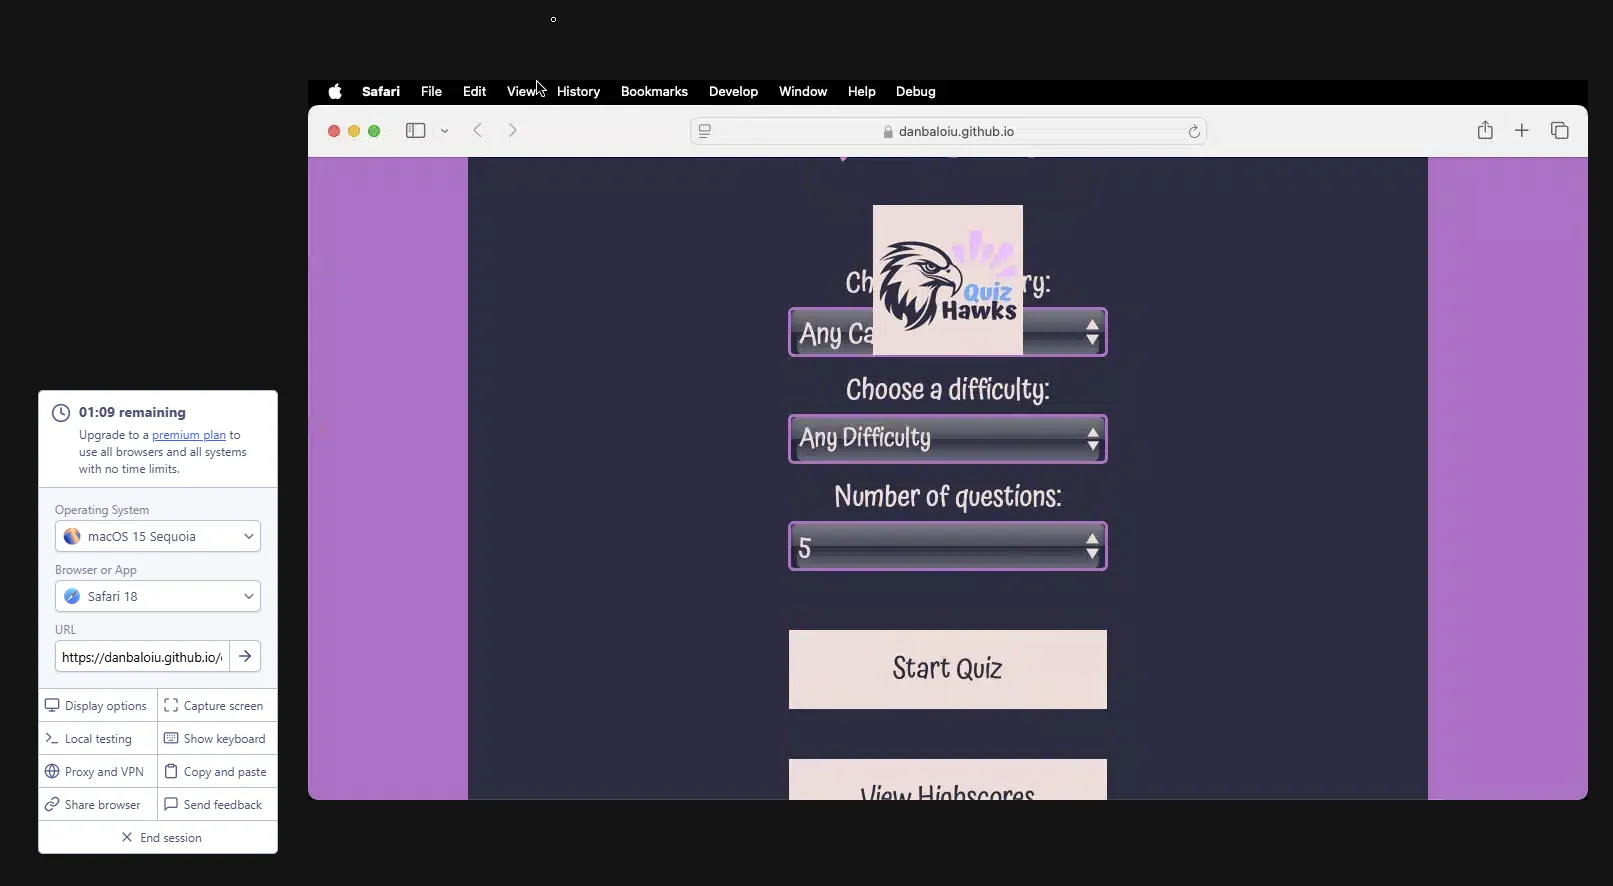 Safari File Edit View History Bookmarks Develop Window Help Debug
danbaloiu.github.io
Quiz
Hawks
Ch ry:
Any Ca
Choose a difficulty:
Any Difficulty
Number of questions:
5
Start Quiz
View Highscores
01:09 remaining
Upgrade to a premium plan to
use all browsers and all systems
with no time limits.
Operating System
macOS 15 Sequoia
Browser or App
Safari 18
URL
https://danbaloiu.github.io/
Display options Capture screen
Local testing Show keyboard
Proxy and VPN Copy and paste
Share browser Send feedback
End session